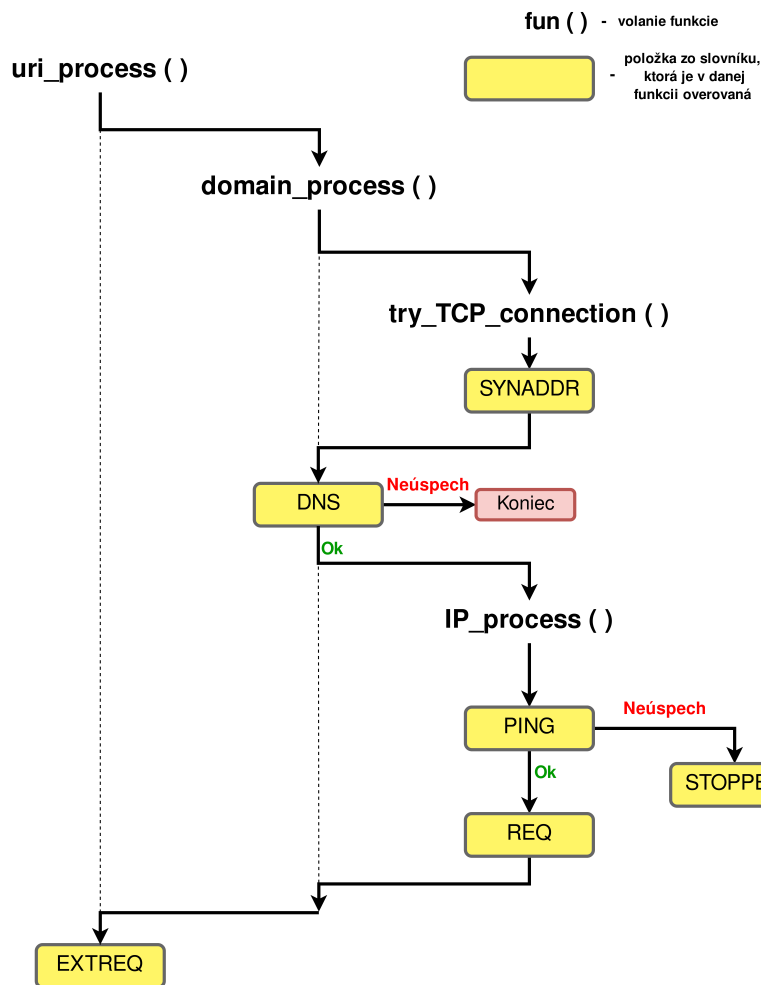 fun ( ) - volanie funkcie
uri_process ( )
položka zo slovníku,
- ktorá je v danej
funkcii overovaná
domain_process ( )
try_TCP_connection ( )
SYNADDR
Neúspech
DNS
Koniec
Ok
IP_process ( )
Neúspech
PING
Ok
STOPPE
REQ
EXTREQ